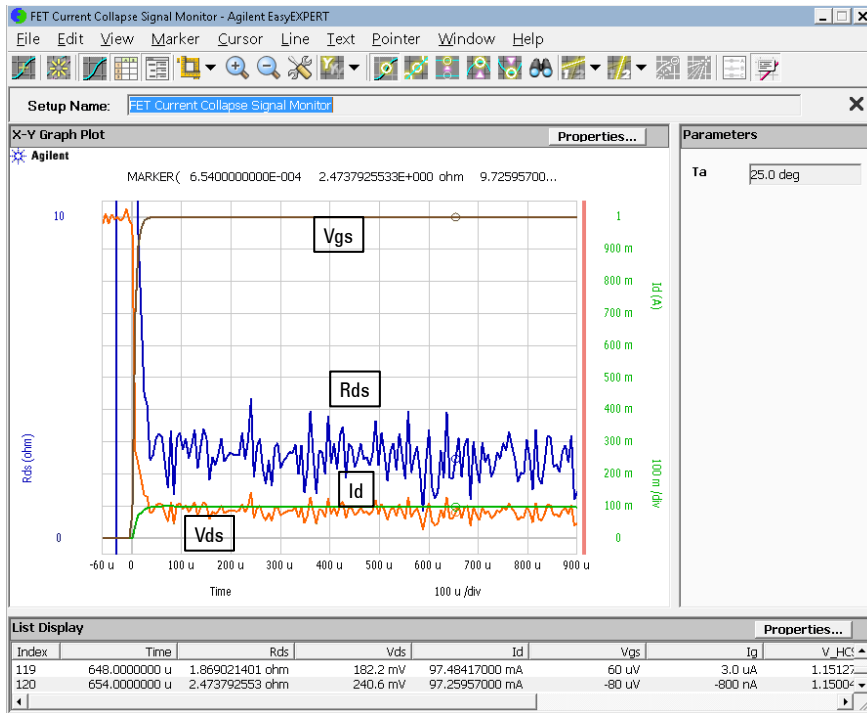 FET Current Collapse Signal Monitor - Agilent EasyEXPERT
File Edit View Marker Cursor Line Text Pointer Window Help
Setup Name: FET Current Collapse Signal Monitor
X-Y Graph Plot Properties... Parameters
Agilent
Ta 25.0 deg
MARKER( 6.5400000000E-004 2.4737925533E+000 ohm 9.72595700...
10 1
Vgs
900 m
800 m
Id (A)
700 m
600 m
500 m
Rds
400 m
Rds (ohm)
300 m
200 m
100 m /div
Id
100 m
Vds
0 0
-60 u 0 100 u 200 u 300 u 400 u 500 u 600 u 700 u 800 u 900 u
Time 100 u /div
List Display Properties...
Index Time Rds Vds Id Vgs Ig
119 648.0000000 u 1.869021401 ohm 182.2 mV 97.48417000 mA 60 uV 3.0 uA
120 654.0000000 u 2.473792553 ohm 240.6 mV 97.25957000 mA -80 uV -800 nA